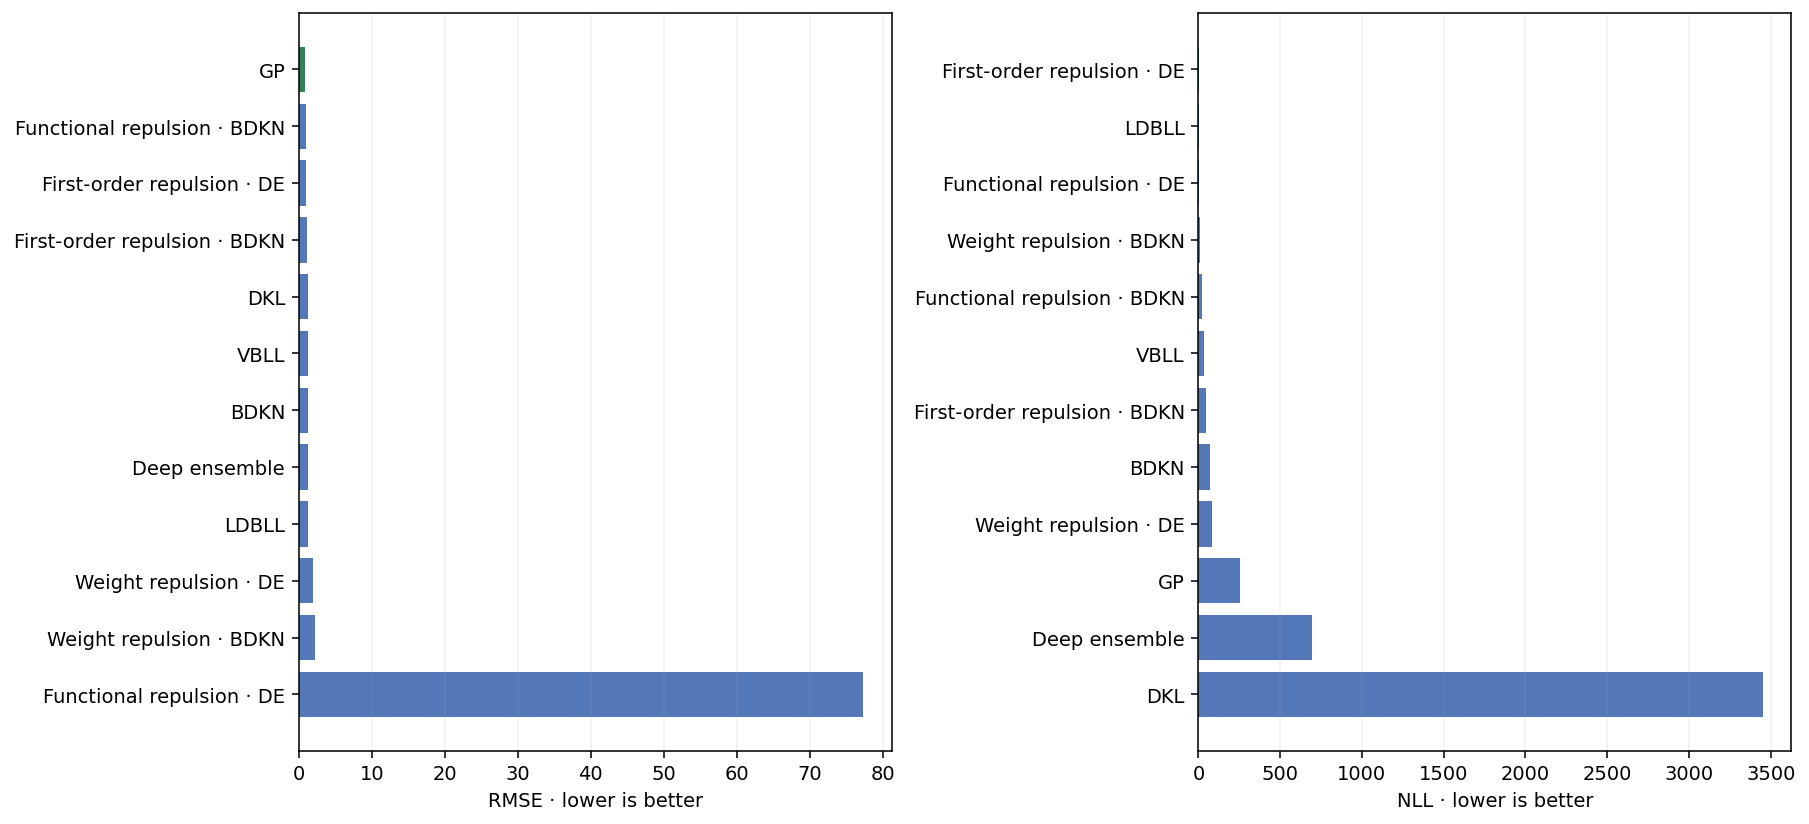 GP
Functional repulsion · BDKN
First-order repulsion · DE
First-order repulsion · BDKN
DKL
VBLL
BDKN
Deep ensemble
LDBLL
Weight repulsion · DE
Weight repulsion · BDKN
Functional repulsion · DE
0 10 20 30 40 50 60 70 80
RMSE · lower is better
First-order repulsion · DE
LDBLL
Functional repulsion · DE
Weight repulsion · BDKN
Functional repulsion · BDKN
VBLL
First-order repulsion · BDKN
BDKN
Weight repulsion · DE
GP
Deep ensemble
DKL
0 500 1000 1500 2000 2500 3000 3500
NLL · lower is better